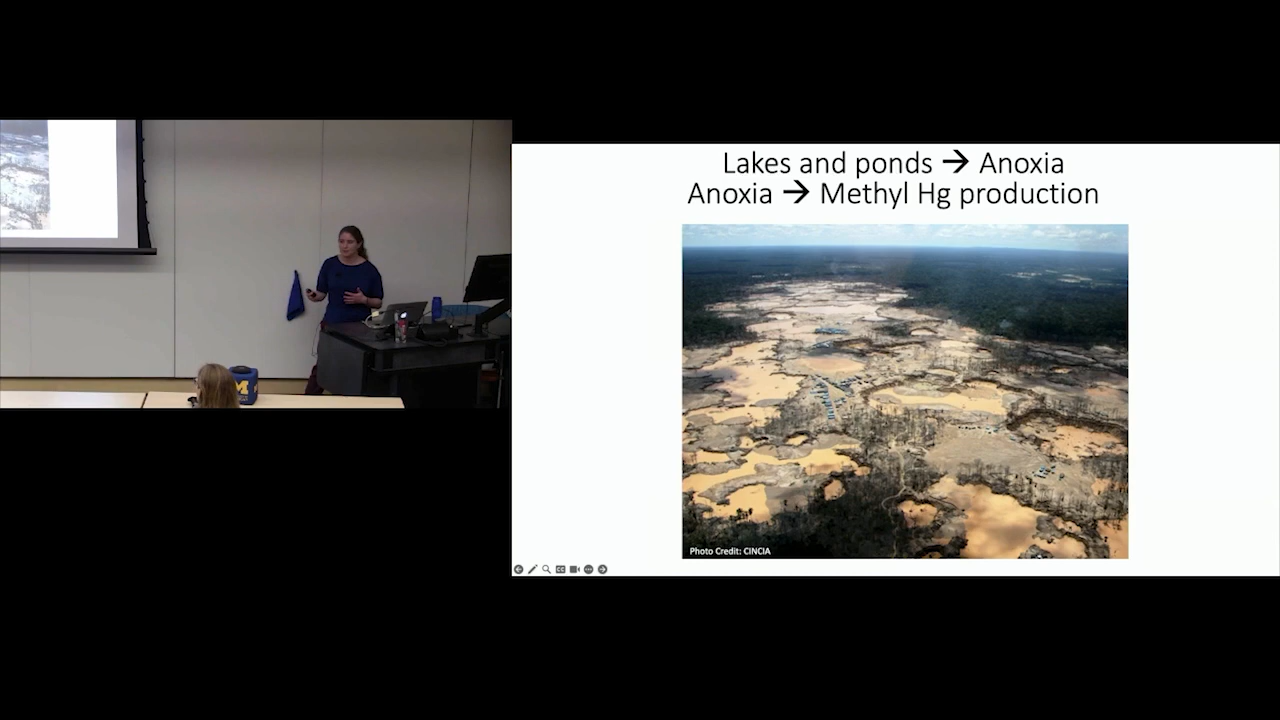 Lakes and ponds → Anoxia
Anoxia → Methyl Hg production
Photo Credit: CINCIA
M